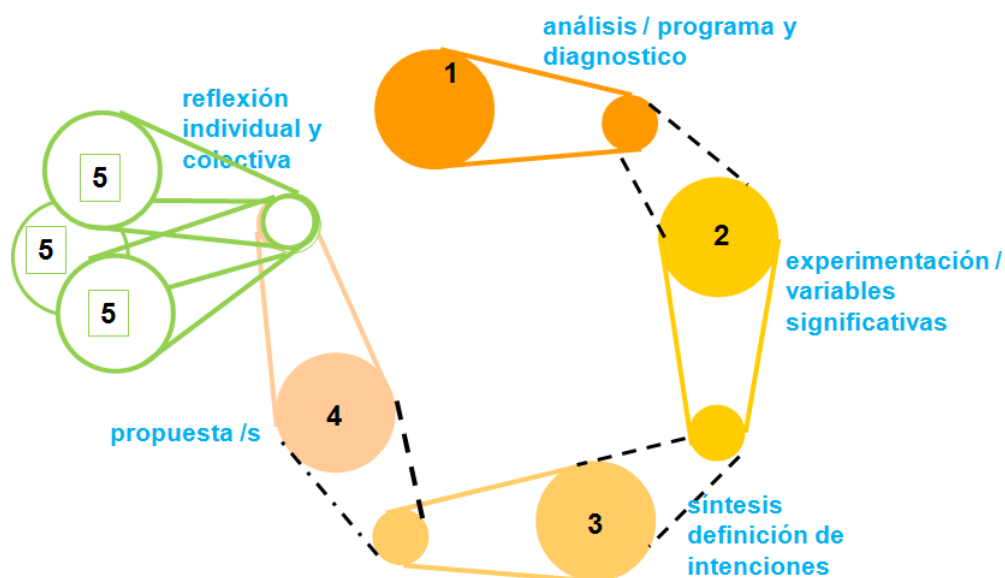 análisis / programa y
diagnostico
1
reflexión
individual y
colectiva
5
5
5
2
experimentación /
variables
significativas
4
propuesta /s
3
síntesis
definición de
intenciones